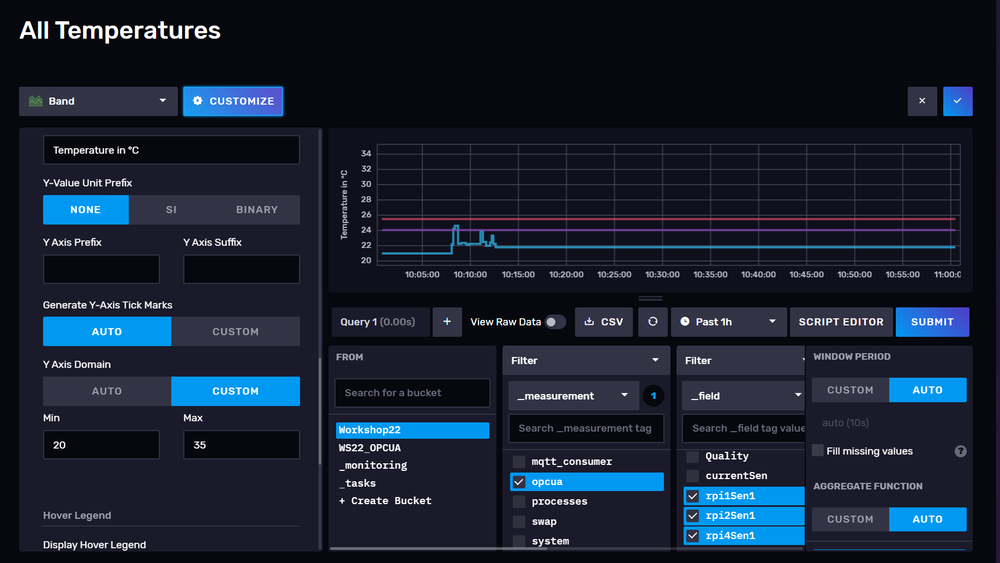 All Temperatures
Band
CUSTOMIZE
Temperature in °C
Y-Value Unit Prefix
NONE SI BINARY
Y Axis Prefix Y Axis Suffix
Generate Y-Axis Tick Marks
AUTO CUSTOM
Y Axis Domain
AUTO CUSTOM
Min Max
20 35
Hover Legend
Display Hover Legend
Temperature in °C
34
32
30
28
26
24
22
20
10:05:00 10:10:00 10:15:00 10:20:00 10:25:00 10:30:00 10:35:00 10:40:00 10:45:00 10:50:00 10:55:00 11:00:0
Query 1 (0.00s) + View Raw Data CSV Past 1h SCRIPT EDITOR SUBMIT
FROM
Search for a bucket
Workshop22
WS22_OPCUA
_monitoring
_tasks
+ Create Bucket
Filter
_measurement 1
Search _measurement tag
mqtt_consumer
opcua
processes
swap
system
Filter
_field
Search _field tag value
Quality
currentSen
rpi1Sen1
rpi2Sen1
rpi4Sen1
WINDOW PERIOD
CUSTOM AUTO
auto (10s)
Fill missing values ?
AGGREGATE FUNCTION
CUSTOM AUTO